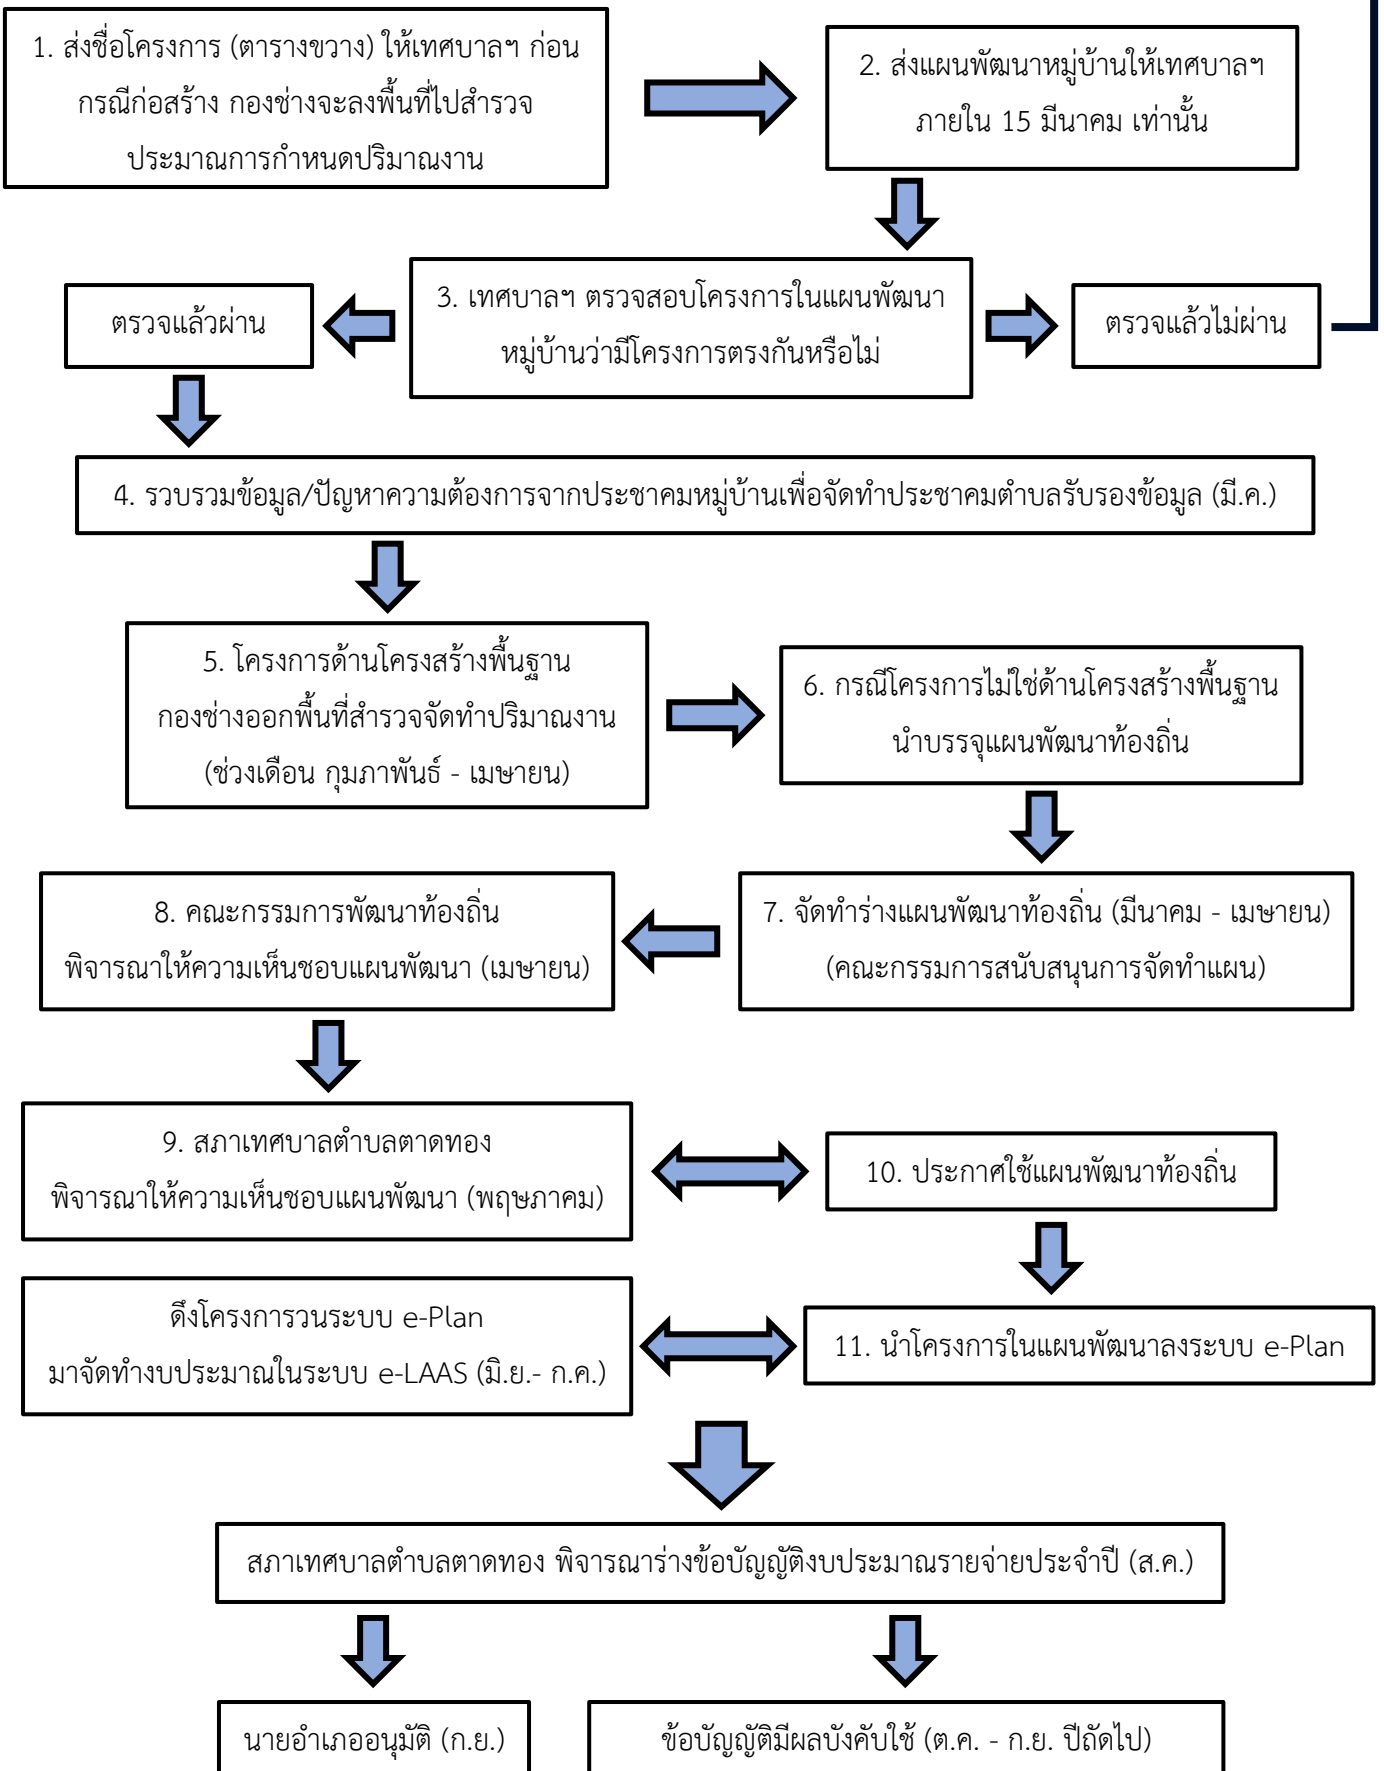 1. ส่งชื่อโครงการ (ตารางขวาง) ให้เทศบาลฯ ก่อน
กรณีก่อสร้าง กองช่างจะลงพื้นที่ไปสำรวจ
ประมาณการกำหนดปริมาณงาน
2. ส่งแผนพัฒนาหมู่บ้านให้เทศบาลฯ
ภายใน 15 มีนาคม เท่านั้น
3. เทศบาลฯ ตรวจสอบโครงการในแผนพัฒนา
หมู่บ้านว่ามีโครงการตรงกันหรือไม่
ตรวจแล้วผ่าน
ตรวจแล้วไม่ผ่าน
4. รวบรวมข้อมูล/ปัญหาความต้องการจากประชาคมหมู่บ้านเพื่อจัดทำประชาคมตำบลรับรองข้อมูล (มี.ค.)
5. โครงการด้านโครงสร้างพื้นฐาน
กองช่างออกพื้นที่สำรวจจัดทำปริมาณงาน
(ช่วงเดือน กุมภาพันธ์ - เมษายน)
6. กรณีโครงการไม่ใช่ด้านโครงสร้างพื้นฐาน
นำบรรจุแผนพัฒนาท้องถิ่น
8. คณะกรรมการพัฒนาท้องถิ่น
พิจารณาให้ความเห็นชอบแผนพัฒนา (เมษายน)
7. จัดทำร่างแผนพัฒนาท้องถิ่น (มีนาคม - เมษายน)
(คณะกรรมการสนับสนุนการจัดทำแผน)
9. สภาเทศบาลตำบลตาดทอง
พิจารณาให้ความเห็นชอบแผนพัฒนา (พฤษภาคม)
10. ประกาศใช้แผนพัฒนาท้องถิ่น
ดึงโครงการวนระบบ e-Plan
มาจัดทำงบประมาณในระบบ e-LAAS (มิ.ย.- ก.ค.)
11. นำโครงการในแผนพัฒนาลงระบบ e-Plan
สภาเทศบาลตำบลตาดทอง พิจารณาร่างข้อบัญญัติงบประมาณรายจ่ายประจำปี (ส.ค.)
นายอำเภออนุมัติ (ก.ย.)
ข้อบัญญัติมีผลบังคับใช้ (ต.ค. - ก.ย. ปีถัดไป)